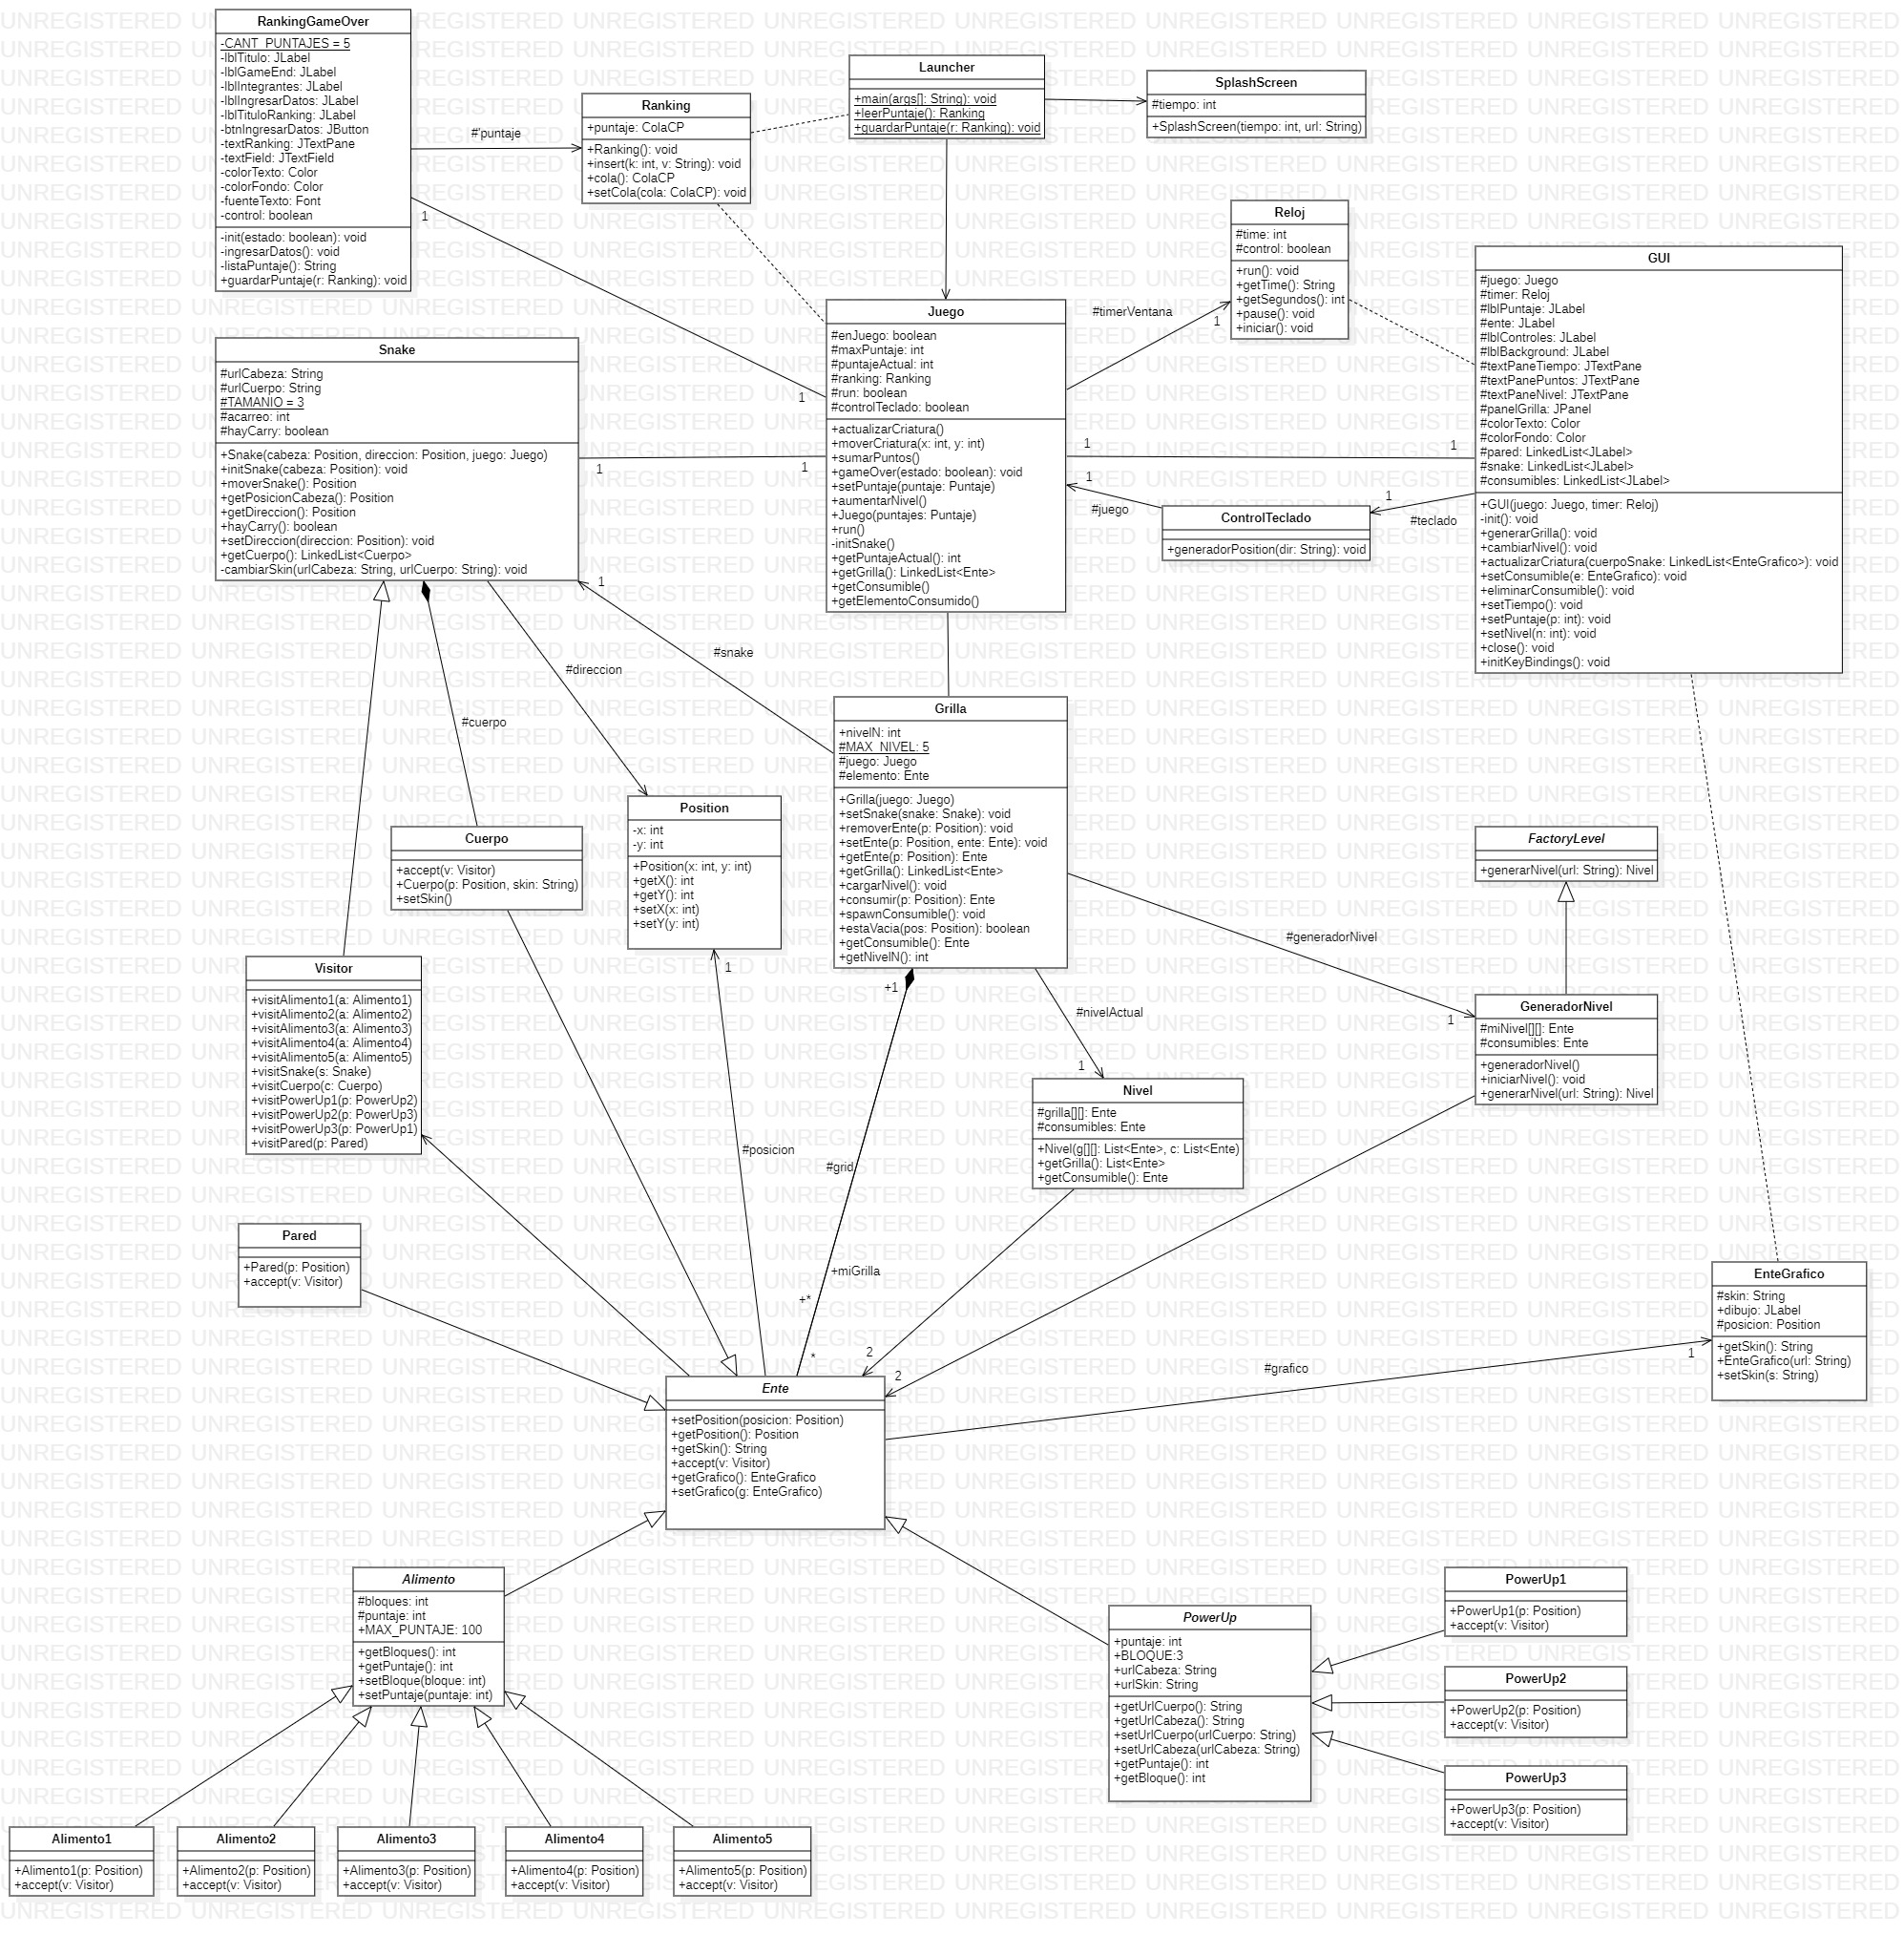 RankingGameOver
-CANT_PUNTAJES = 5
-lblTitulo: JLabel
-lblGameEnd: JLabel
-lblIntegrantes: JLabel
-lblIngresarDatos: JLabel
-lblTituloRanking: JLabel
-btnIngresarDatos: JButton
-textRanking: JTextPane
-textField: JTextField
-colorTexto: Color
-colorFondo: Color
-fuenteTexto: Font
-control: boolean
-init(estado: boolean): void
-ingresarDatos(): void
-listaPuntaje(): String
+guardarPuntaje(r: Ranking): void
#'puntaje
1
1
Ranking
+puntaje: ColaCP
+Ranking(): void
+insert(k: int, v: String): void
+cola(): ColaCP
+setCola(cola: ColaCP): void
Launcher
+main(args[]: String): void
+leerPuntaje(): Ranking
+guardarPuntaje(r: Ranking): void
SplashScreen
#tiempo: int
+SplashScreen(tiempo: int, url: String)
Reloj
#time: int
#control: boolean
+run(): void
+getTime(): String
+getSegundos(): int
+pause(): void
+iniciar(): void
#timerVentana
1
GUI
#juego: Juego
#timer: Reloj
#lblPuntaje: JLabel
#ente: JLabel
#lblControles: JLabel
#lblBackground: JLabel
#textPaneTiempo: JTextPane
#textPanePuntos: JTextPane
#textPaneNivel: JTextPane
#panelGrilla: JPanel
#colorTexto: Color
#colorFondo: Color
#pared: LinkedList<JLabel>
#snake: LinkedList<JLabel>
#consumibles: LinkedList<JLabel>
+GUI(juego: Juego, timer: Reloj)
-init(): void
+generarGrilla(): void
+cambiarNivel(): void
+actualizarCriatura(cuerpoSnake: LinkedList<EnteGrafico>): void
+setConsumible(e: EnteGrafico): void
+eliminarConsumible(): void
+setTiempo(): void
+setPuntaje(p: int): void
+setNivel(n: int): void
+close(): void
+initKeyBindings(): void
Juego
#enJuego: boolean
#maxPuntaje: int
#puntajeActual: int
#ranking: Ranking
#run: boolean
#controlTeclado: boolean
+actualizarCriatura()
+moverCriatura(x: int, y: int)
+sumarPuntos()
+gameOver(estado: boolean): void
+setPuntaje(puntaje: Puntaje)
+aumentarNivel()
+Juego(puntajes: Puntaje)
+run()
-initSnake()
+getPuntajeActual(): int
+getGrilla(): LinkedList<Ente>
+getConsumible()
+getElementoConsumido()
1
1
1
#juego
1
#teclado
ControlTeclado
+generadorPosition(dir: String): void
Snake
#urlCabeza: String
#urlCuerpo: String
#TAMANIO = 3
#acarreo: int
#hayCarry: boolean
+Snake(cabeza: Position, direccion: Position, juego: Juego)
+initSnake(cabeza: Position): void
+moverSnake(): Position
+getPosicionCabeza(): Position
+getDireccion(): Position
+hayCarry(): boolean
+setDireccion(direccion: Position): void
+getCuerpo(): LinkedList<Cuerpo>
-cambiarSkin(urlCabeza: String, urlCuerpo: String): void
1
1
1
#snake
#direccion
#cuerpo
Grilla
+nivelN: int
#MAX_NIVEL: 5
#juego: Juego
#elemento: Ente
+Grilla(juego: Juego)
+setSnake(snake: Snake): void
+removerEnte(p: Position): void
+setEnte(p: Position, ente: Ente): void
+getEnte(p: Position): Ente
+getGrilla(): LinkedList<Ente>
+cargarNivel(): void
+consumir(p: Position): Ente
+spawnConsumible(): void
+estaVacia(pos: Position): boolean
+getConsumible(): Ente
+getNivelN(): int
Position
-x: int
-y: int
+Position(x: int, y: int)
+getX(): int
+getY(): int
+setX(x: int)
+setY(y: int)
Cuerpo
+accept(v: Visitor)
+Cuerpo(p: Position, skin: String)
+setSkin()
FactoryLevel
+generarNivel(url: String): Nivel
#generadorNivel
1
Visitor
+visitAlimento1(a: Alimento1)
+visitAlimento2(a: Alimento2)
+visitAlimento3(a: Alimento3)
+visitAlimento4(a: Alimento4)
+visitAlimento5(a: Alimento5)
+visitSnake(s: Snake)
+visitCuerpo(c: Cuerpo)
+visitPowerUp1(p: PowerUp2)
+visitPowerUp2(p: PowerUp3)
+visitPowerUp3(p: PowerUp1)
+visitPared(p: Pared)
GeneradorNivel
#miNivel[][]: Ente
#consumibles: Ente
+generadorNivel()
+iniciarNivel(): void
+generarNivel(url: String): Nivel
1
+1
#nivelActual
1
Nivel
#grilla[][]: Ente
#consumibles: Ente
+Nivel(g[][]: List<Ente>, c: List<Ente)
+getGrilla(): List<Ente>
+getConsumible(): Ente
#posicion
#grid
+miGrilla
+*
*
2
2
Pared
+Pared(p: Position)
+accept(v: Visitor)
EnteGrafico
#skin: String
+dibujo: JLabel
#posicion: Position
+getSkin(): String
+EnteGrafico(url: String)
+setSkin(s: String)
#grafico
1
Ente
+setPosition(posicion: Position)
+getPosition(): Position
+getSkin(): String
+accept(v: Visitor)
+getGrafico(): EnteGrafico
+setGrafico(g: EnteGrafico)
Alimento
#bloques: int
#puntaje: int
+MAX_PUNTAJE: 100
+getBloques(): int
+getPuntaje(): int
+setBloque(bloque: int)
+setPuntaje(puntaje: int)
PowerUp
+puntaje: int
+BLOQUE:3
+urlCabeza: String
+urlSkin: String
+getUrlCuerpo(): String
+getUrlCabeza(): String
+setUrlCuerpo(urlCuerpo: String)
+setUrlCabeza(urlCabeza: String)
+getPuntaje(): int
+getBloque(): int
PowerUp1
+PowerUp1(p: Position)
+accept(v: Visitor)
PowerUp2
+PowerUp2(p: Position)
+accept(v: Visitor)
PowerUp3
+PowerUp3(p: Position)
+accept(v: Visitor)
Alimento1
+Alimento1(p: Position)
+accept(v: Visitor)
Alimento2
+Alimento2(p: Position)
+accept(v: Visitor)
Alimento3
+Alimento3(p: Position)
+accept(v: Visitor)
Alimento4
+Alimento4(p: Position)
+accept(v: Visitor)
Alimento5
+Alimento5(p: Position)
+accept(v: Visitor)